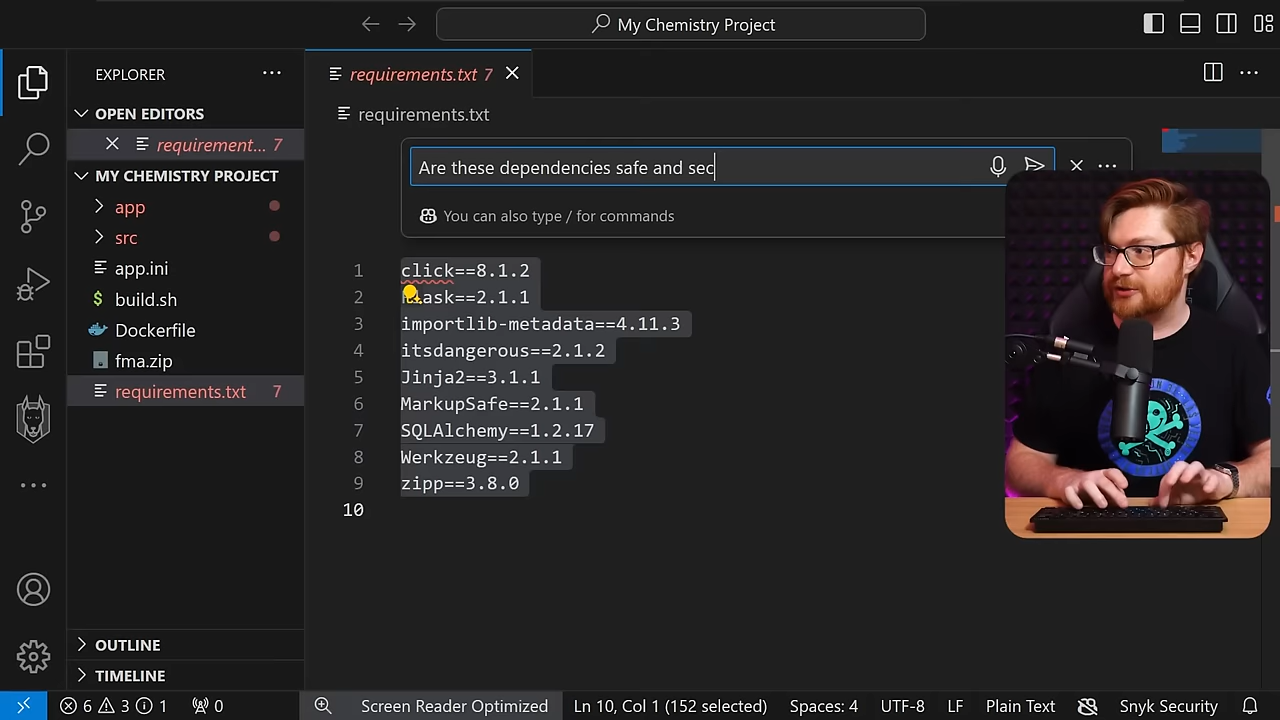 My Chemistry Project
EXPLORER
requirements.txt 7
OPEN EDITORS
requirement... 7
requirements.txt
MY CHEMISTRY PROJECT
app
src
app.ini
build.sh
Dockerfile
fma.zip
requirements.txt 7
Are these dependencies safe and sec
You can also type / for commands
1 click==8.1.2
2 ask==2.1.1
3 importlib-metadata==4.11.3
4 itsdangerous==2.1.2
5 Jinja2==3.1.1
6 MarkupSafe==2.1.1
7 SQLAlchemy==1.2.17
8 Werkzeug==2.1.1
9 zipp==3.8.0
10
OUTLINE
TIMELINE
6 3 1 0 Screen Reader Optimized Ln 10, Col 1 (152 selected) Spaces: 4 UTF-8 LF Plain Text Snyk Security